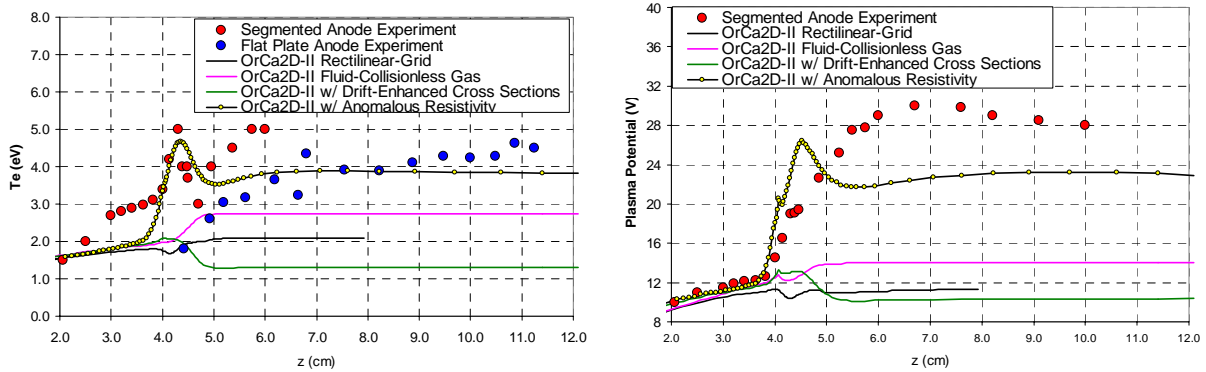 8.0
7.0
6.0
5.0
4.0
3.0
2.0
1.0
0.0
Te (eV)
2.0 3.0 4.0 5.0 6.0 7.0 8.0 9.0 10.0 11.0 12.0
z (cm)
Segmented Anode Experiment
Flat Plate Anode Experiment
OrCa2D-II Rectilinear-Grid
OrCa2D-II Fluid-Collisionless Gas
OrCa2D-II w/ Drift-Enhanced Cross Sections
OrCa2D-II w/ Anomalous Resistivity
40
36
32
28
24
20
16
12
8
Plasma Potential (V)
2.0 3.0 4.0 5.0 6.0 7.0 8.0 9.0 10.0 11.0 12.0
z (cm)
Segmented Anode Experiment
OrCa2D-II Rectilinear-Grid
OrCa2D-II Fluid-Collisionless Gas
OrCa2D-II w/ Drift-Enhanced Cross Sections
OrCa2D-II w/ Anomalous Resistivity